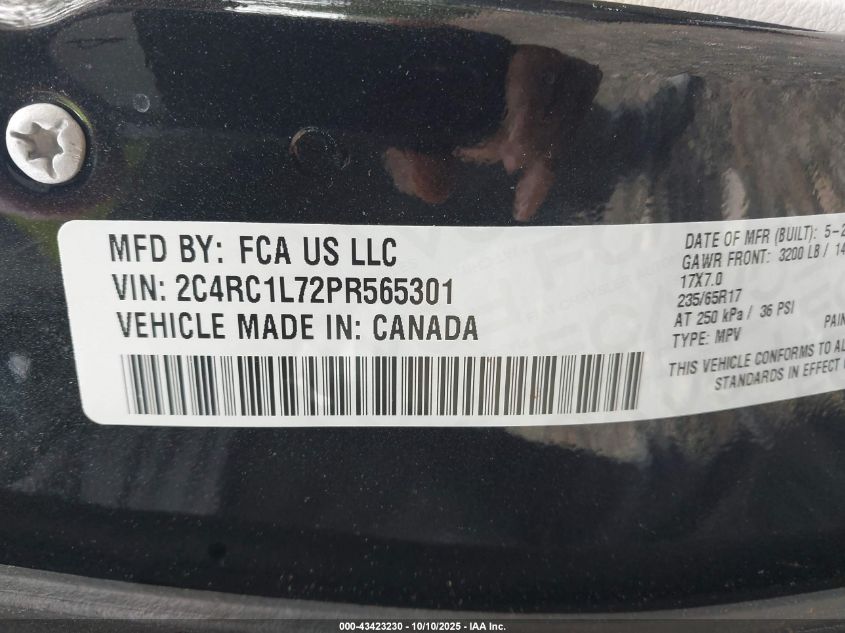 MFD BY: FCA US LLC
VIN: 2C4RC1L72PR565301
VEHICLE MADE IN: CANADA
DATE OF MFR (BUILT): 5-2
GAWR FRONT: 3200 LB / 14
17X7.0
235/65R17
AT 250 kPa / 36 PSI
TYPE: MPV
PAIN
THIS VEHICLE CONFORMS TO AL
STANDARDS IN EFFECT
000-43423230 - 10/10/2025 - IAA Inc.